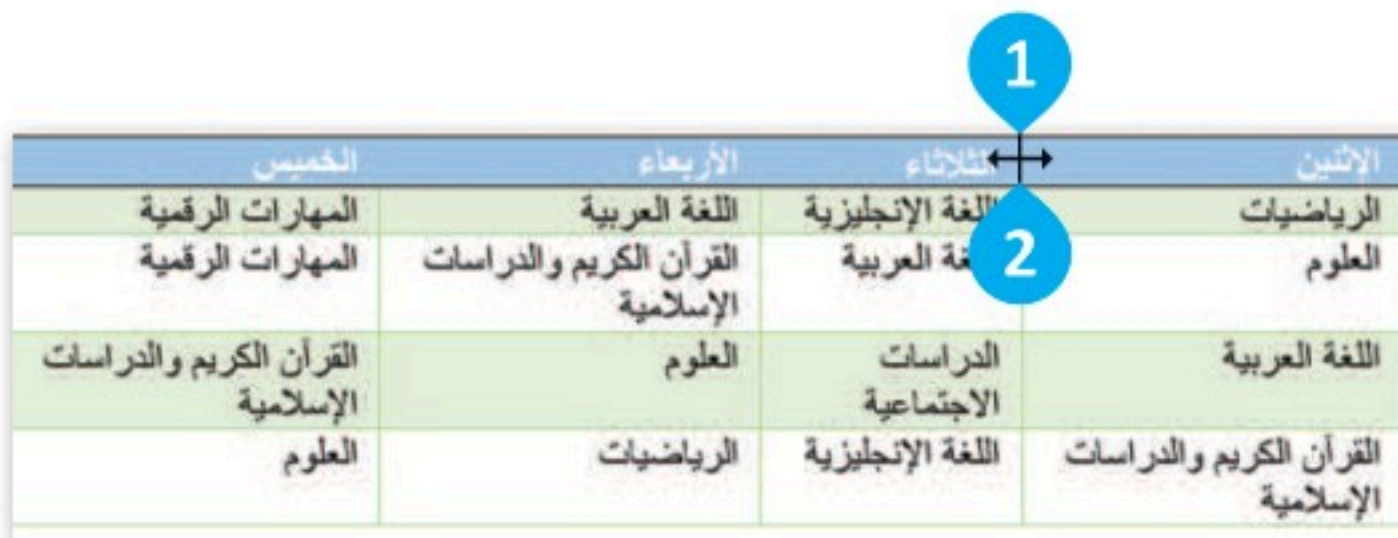 1
الاثنين الثلاثاء الأربعاء الخميس
الرياضيات اللغة الإنجليزية اللغة العربية المهارات الرقمية
العلوم اللغة العربية القرآن الكريم والدراسات الإسلامية المهارات الرقمية
2
اللغة العربية الدراسات الاجتماعية العلوم القرآن الكريم والدراسات الإسلامية
القرآن الكريم والدراسات الإسلامية اللغة الإنجليزية الرياضيات العلوم